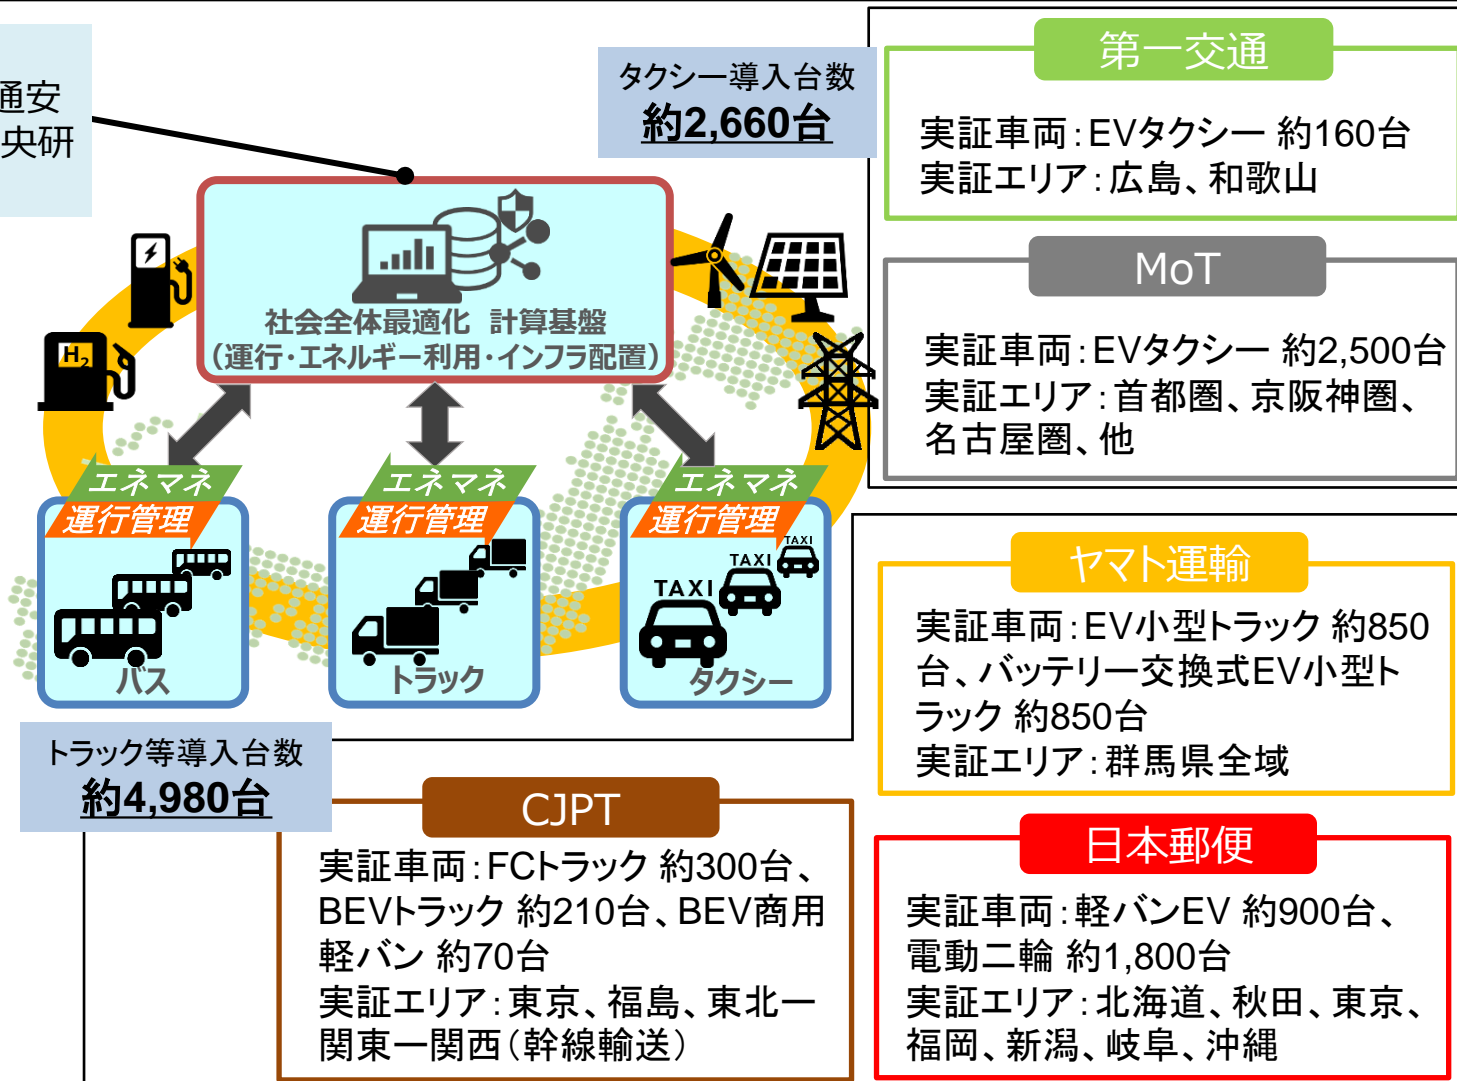 通安
央研
タクシー導入台数
約2,660台
第一交通
実証車両：EVタクシー 約160台
実証エリア：広島、和歌山
MoT
実証車両：EVタクシー 約2,500台
実証エリア：首都圏、京阪神圏、
名古屋圏、他
H2
社会全体最適化 計算基盤
（運行・エネルギー利用・インフラ配置）
エネマネ
運行管理
バス
エネマネ
運行管理
トラック
エネマネ
運行管理
TAXI
TAXI
TAXI
タクシー
ヤマト運輸
実証車両：EV小型トラック 約850
台、バッテリー交換式EV小型ト
ラック 約850台
実証エリア：群馬県全域
トラック等導入台数
約4,980台
CJPT
実証車両：FCトラック 約300台、
BEVトラック 約210台、BEV商用
軽バン 約70台
実証エリア：東京、福島、東北ー
関東ー関西（幹線輸送）
日本郵便
実証車両：軽バンEV 約900台、
電動二輪 約1,800台
実証エリア：北海道、秋田、東京、
福岡、新潟、岐阜、沖縄